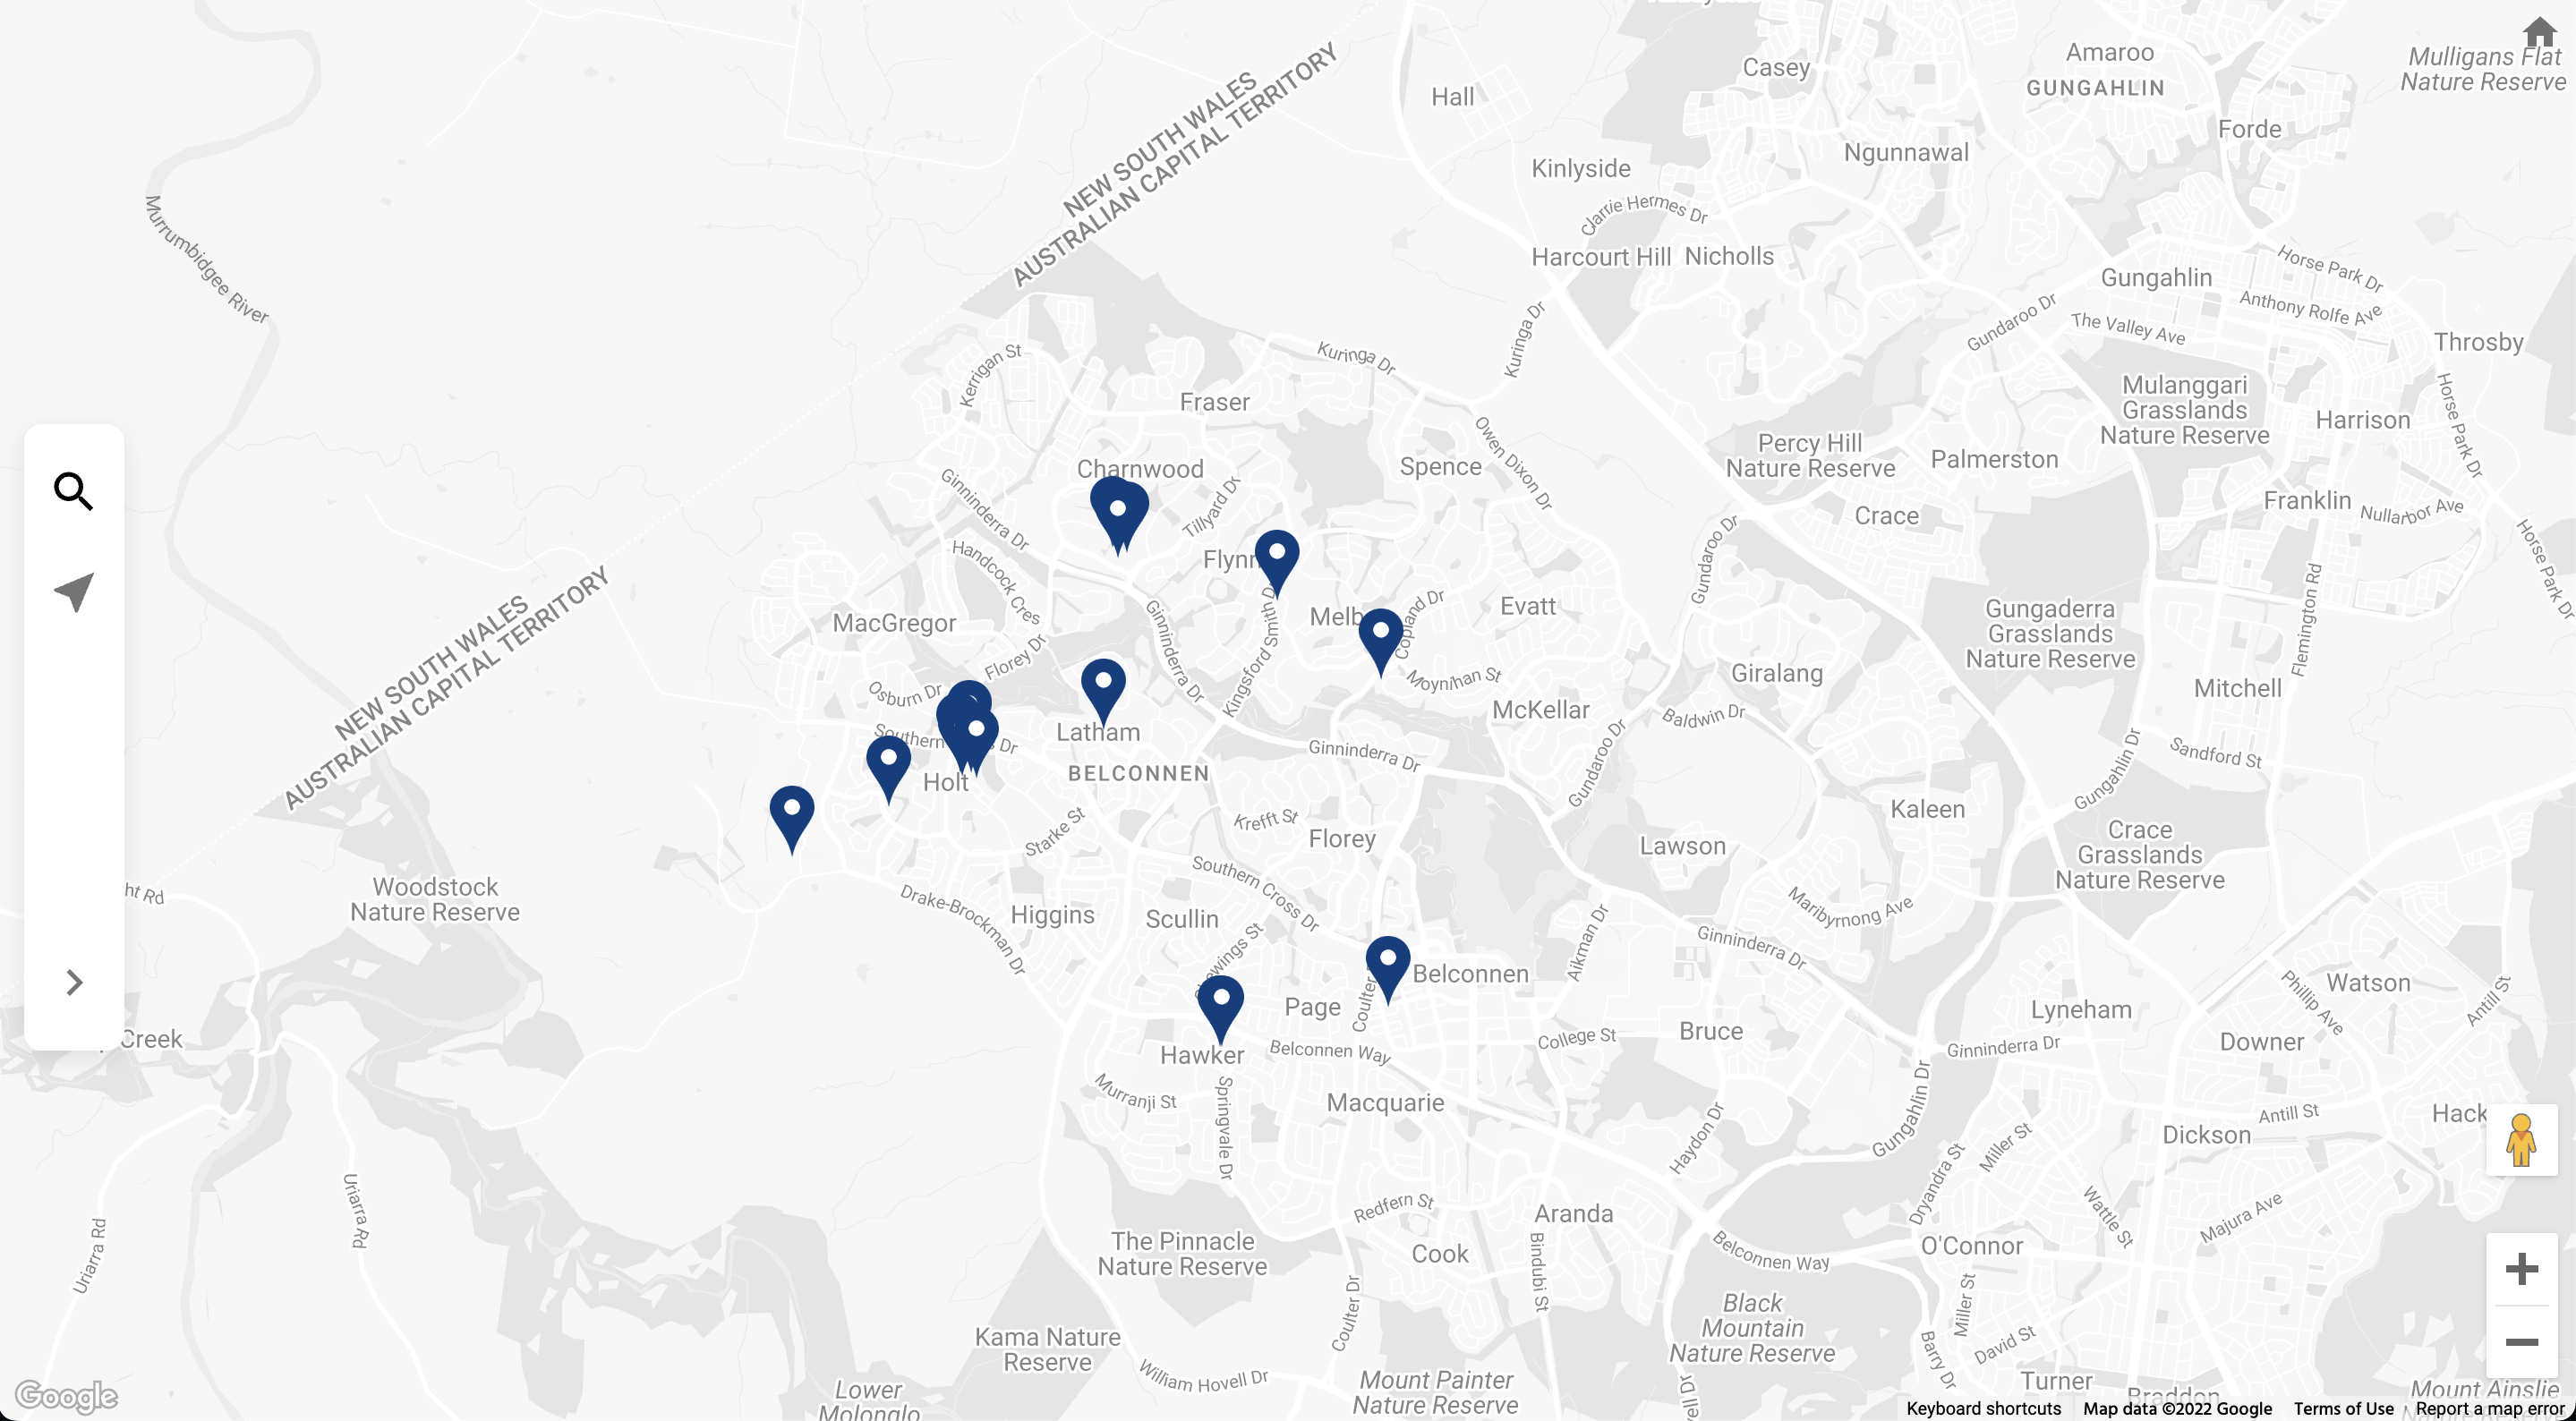 Hall
Casey
Amaroo
GUNGAHLIN
Mulligans Flat
Nature Reserve
NEW SOUTH WALES
AUSTRALIAN CAPITAL TERRITORY
Kinlyside
Ngunnawal
Forde
Clarrie Hermes Dr
Murrumbidgee River
Harcourt Hill
Nicholls
Gungahlin
Horse Park Dr
Anthony Rolfe Ave
Gundaroo Dr
The Valley Ave
Throsby
Kuringa Dr
Kuringa Dr
Kerrigan St
Fraser
Mulanggari
Grasslands
Nature Reserve
Harrison
Horse Park Dr
Charnwood
Spence
Owen Dixon Dr
Percy Hill
Nature Reserve
Palmerston
Ginninderra Dr
Tillyard Dr
Crace
Franklin
Nullarbor Ave
Horse Park Dr
Handcock Cres
Flynn
Gundaroo Dr
NEW SOUTH WALES
AUSTRALIAN CAPITAL TERRITORY
MacGregor
Ginninderra Dr
Kingsford Smith D
Melb
Copland Dr
Evatt
Gungaderra
Grasslands
Nature Reserve
Flemington Rd
Florey Dr
Osburn Dr
Moynihan St
Giralang
Mitchell
McKellar
Baldwin Dr
Latham
Southern
s Dr
Ginninderra Dr
Gundaroo Dr
Sandford St
Gungahlin Dr
Holt
BELCONNEN
Kaleen
Krefft St
Starke St
Florey
Lawson
Crace
Grasslands
Nature Reserve
Woodstock
Nature Reserve
ht Rd
Drake-Brockman Dr
Higgins
Scullin
Southern Cross Dr
Maribyrnong Ave
Aikman Dr
Ginninderra Dr
wings St
Belconnen
Watson
Phillip Ave
Antill St
Page
Coulter
Lyneham
Creek
Bruce
College St
Downer
Hawker
Belconnen Way
Ginninderra Dr
Murranji St
Springvale Dr
Macquarie
Haydon Dr
Gungahlin Dr
Antill St
Hack
Dickson
Miller St
Dryandra St
Uriarra Rd
Uriarra Rd
Redfern St
Aranda
Wattle St
Majura Ave
The Pinnacle
Nature Reserve
Cook
Bindubi St
Belconnen Way
O'Connor
Coulter Dr
Black
Mountain
Nature Reserve
Miller St
Kama Nature
Reserve
David St
Barry Dr
William Hovell Dr
Mount Painter
Nature Reserve
Turner
Braddon
Mount Ainslie
Nature Reserve
Lower
Molonglo
ell Dr
Google
Keyboard shortcuts
Map data ©2022 Google
Terms of Use
Report a map error